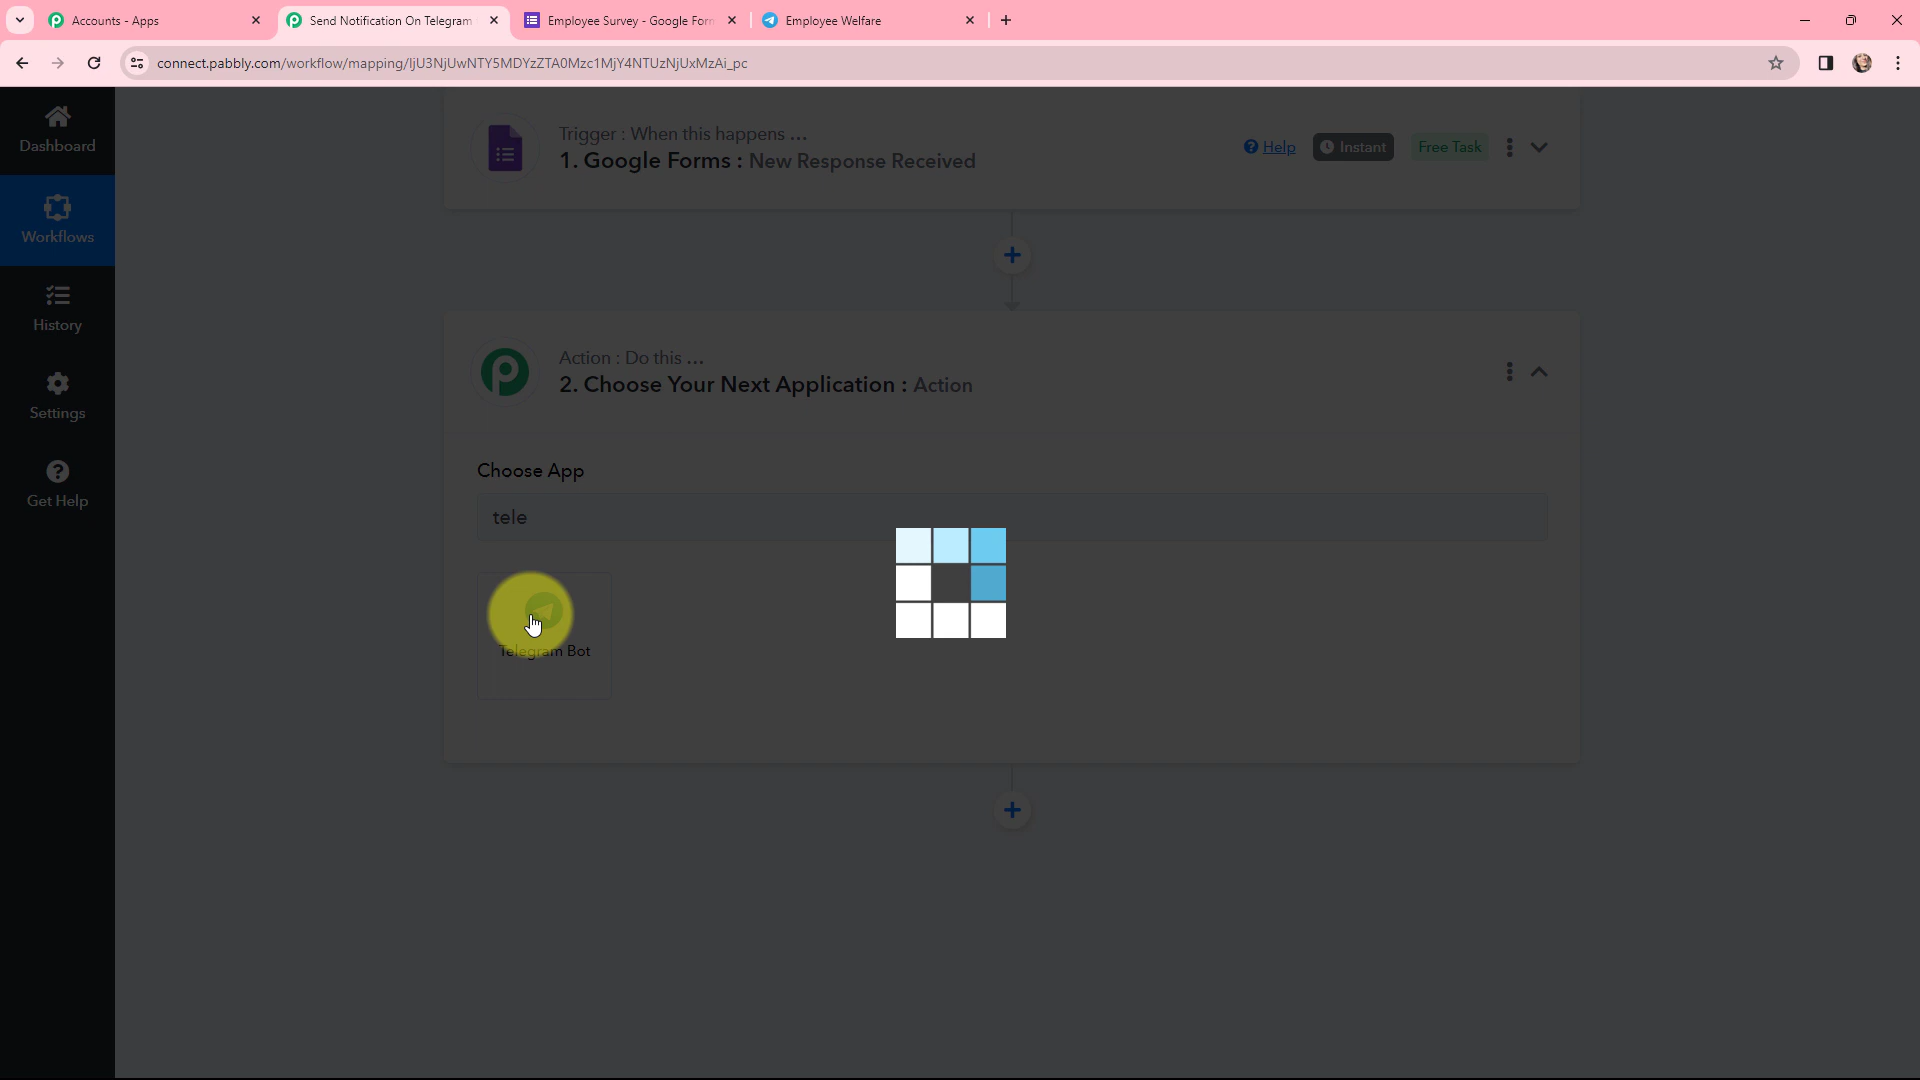 Accounts - Apps
Send Notification On Telegram
Employee Survey - Google Forn
Employee Welfare
connect.pabbly.com/workflow/mapping/IjU3NjUwNTY5MDYzZTA0Mzc1MjY4NTUzNjUxMzAi_pc
Dashboard
Workflows
History
Settings
Get Help
Trigger : When this happens ...
1. Google Forms : New Response Received
Help
Instant
Free Task
Action : Do this ...
2. Choose Your Next Application : Action
Choose App
tele
Telegram Bot